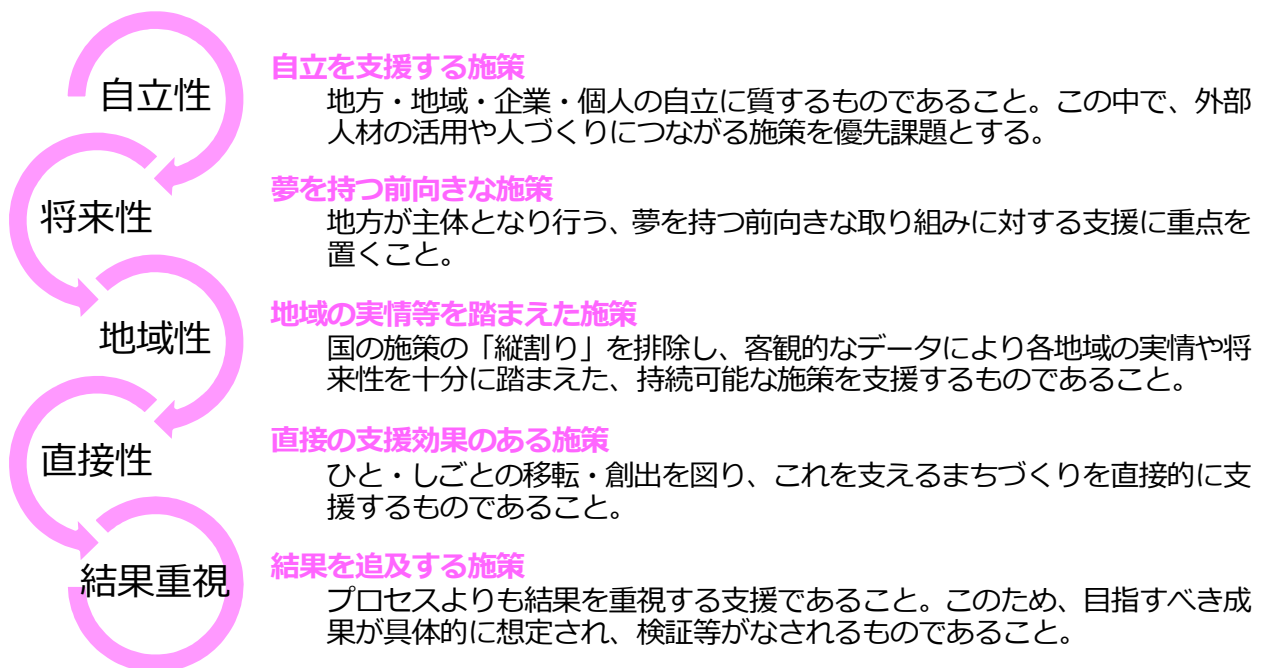 自立性
自立を支援する施策
地方・地域・企業・個人の自立に質するものであること。この中で、外部
人材の活用や人づくりにつながる施策を優先課題とする。
将来性
夢を持つ前向きな施策
地方が主体となり行う、夢を持つ前向きな取り組みに対する支援に重点を
置くこと。
地域性
地域の実情等を踏まえた施策
国の施策の「縦割り」を排除し、客観的なデータにより各地域の実情や将
来性を十分に踏まえた、持続可能な施策を支援するものであること。
直接性
直接の支援効果のある施策
ひと・しごとの移転・創出を図り、これを支えるまちづくりを直接的に支
援するものであること。
結果重視
結果を追及する施策
プロセスよりも結果を重視する支援であること。このため、目指すべき成
果が具体的に想定され、検証等がなされるものであること。